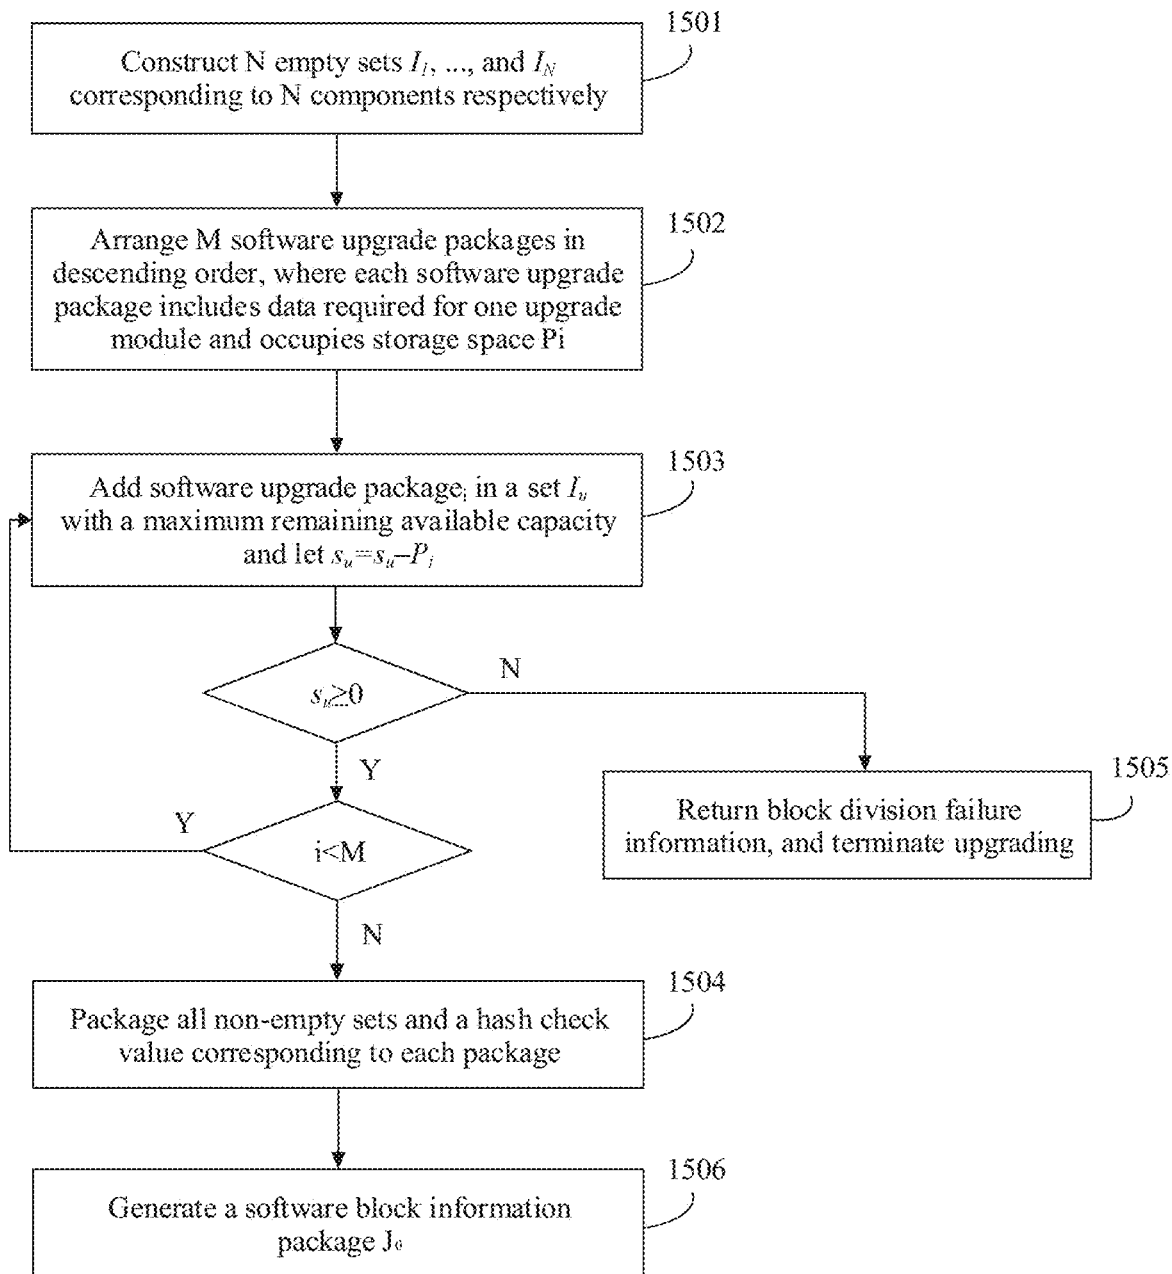 1501
Construct N empty sets I₁, ..., and I_N
corresponding to N components respectively
1502
Arrange M software upgrade packages in
descending order, where each software upgrade
package includes data required for one upgrade
module and occupies storage space Pi
1503
Add software upgrade packageᵢ in a set Iᵤ
with a maximum remaining available capacity
and let sᵤ=sᵤ–Pᵢ
sᵤ≥0
N
Y
1505
Return block division failure
information, and terminate upgrading
Y
i<M
N
1504
Package all non-empty sets and a hash check
value corresponding to each package
1506
Generate a software block information
package J₀